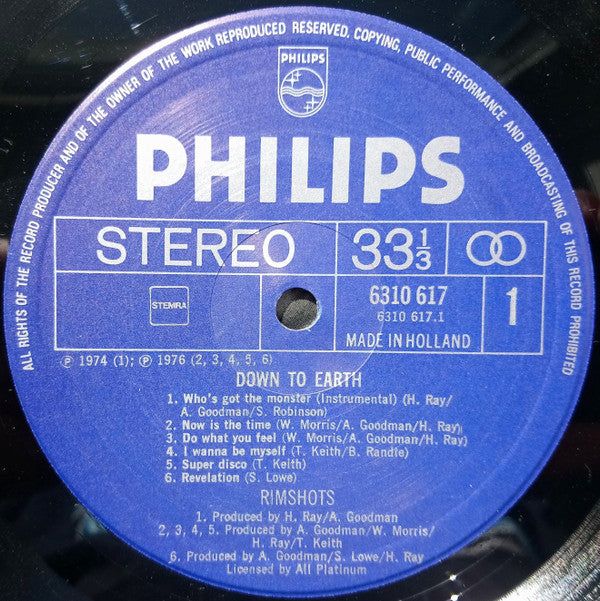 ALL RIGHTS OF THE RECORD PRODUCER AND OF THE OWNER OF THE WORK REPRODUCED RESERVED. COPYING, PUBLIC PERFORMANCE AND BROADCASTING OF THIS RECORD PROHIBITED
PHILIPS
PHILIPS
STEREO 33 1/3
STEMRA 6310 617 1
6310 617.1
MADE IN HOLLAND
℗ 1974 (1); ℗ 1976 (2, 3, 4, 5, 6)
DOWN TO EARTH
1. Who's got the monster (Instrumental) (H. Ray/
A. Goodman/S. Robinson)
2. Now is the time (W. Morris/A. Goodman/H. Ray)
3. Do what you feel (W. Morris/A. Goodman/H. Ray)
4. I wanna be myself (T. Keith/B. Randle)
5. Super disco (T. Keith)
6. Revelation (S. Lowe)
RIMSHOTS
1. Produced by H. Ray/A. Goodman
2, 3, 4, 5. Produced by A. Goodman/W. Morris/
H. Ray/T. Keith
6. Produced by A. Goodman/S. Lowe/H. Ray
Licensed by All Platinum